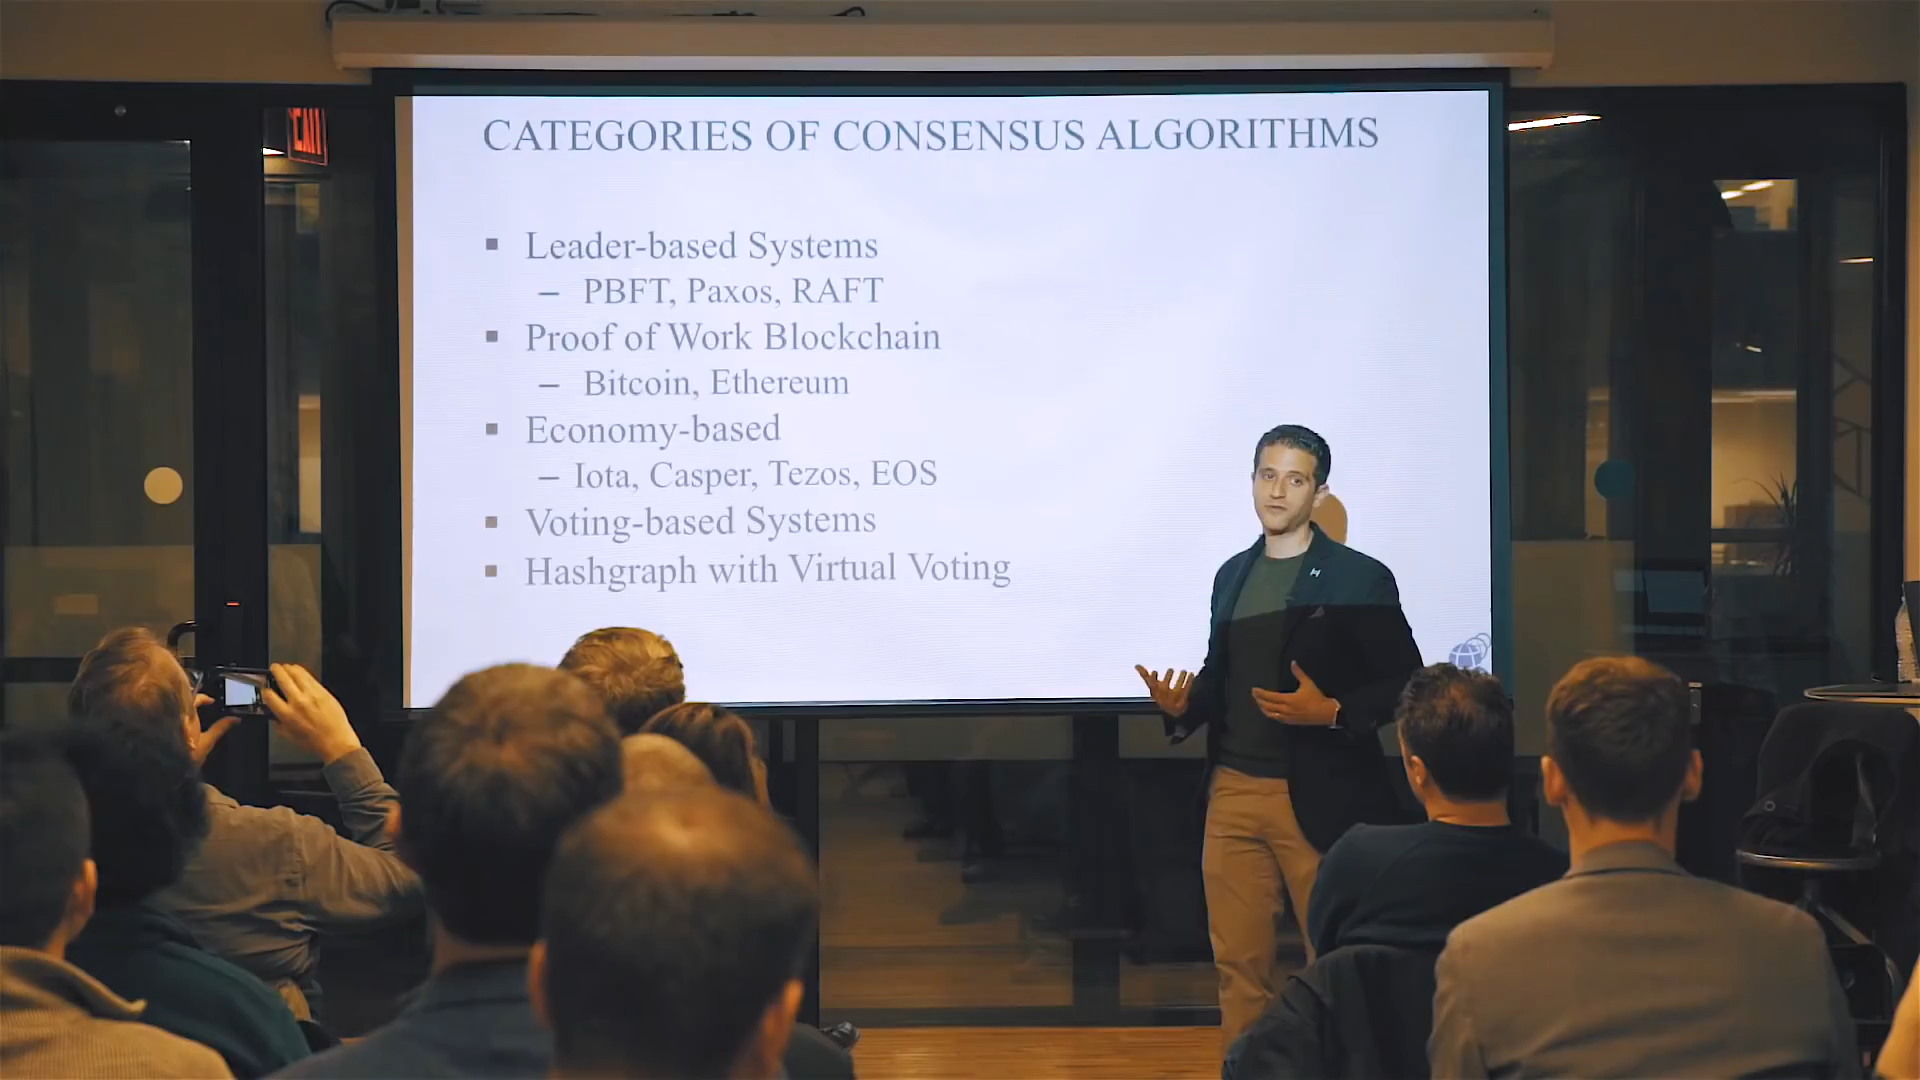 EXIT
CATEGORIES OF CONSENSUS ALGORITHMS
▪ Leader-based Systems
– PBFT, Paxos, RAFT
▪ Proof of Work Blockchain
– Bitcoin, Ethereum
▪ Economy-based
– Iota, Casper, Tezos, EOS
▪ Voting-based Systems
▪ Hashgraph with Virtual Voting